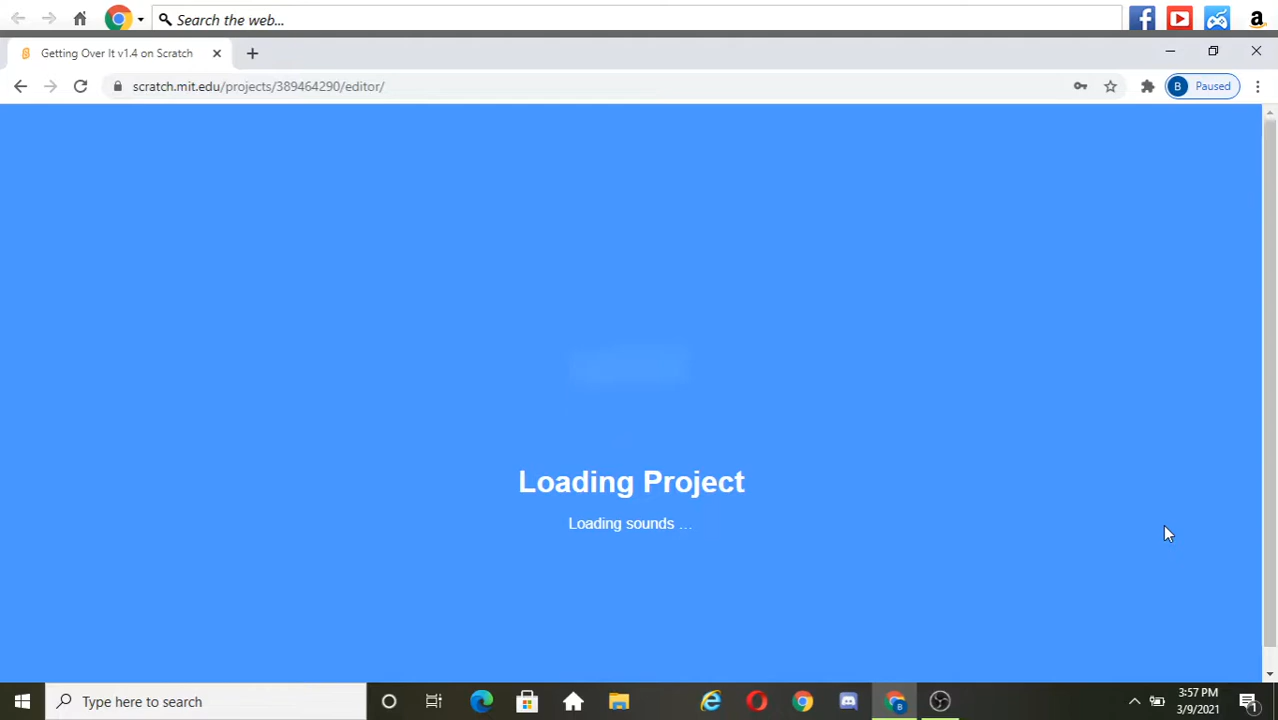 Search the web...
Getting Over It v1.4 on Scratch
scratch.mit.edu/projects/389464290/editor/
B Paused
Loading Project
Loading sounds …
Type here to search
B
3:57 PM
3/9/2021
1